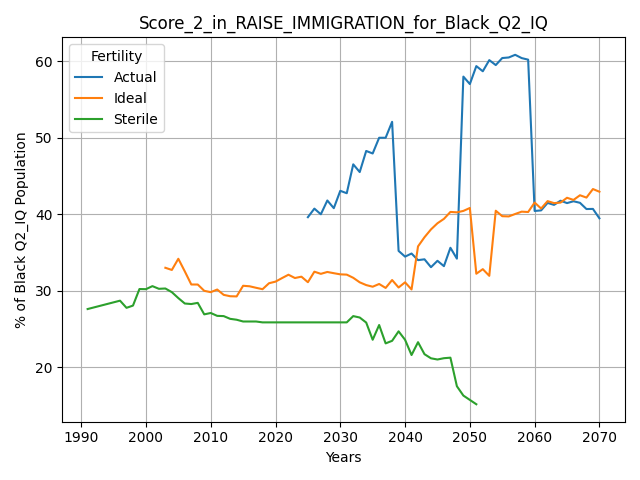 Score_2_in_RAISE_IMMIGRATION_for_Black_Q2_IQ
Fertility
Actual
Ideal
Sterile
% of Black Q2_IQ Population
60
50
40
30
20
1990 2000 2010 2020 2030 2040 2050 2060 2070
Years